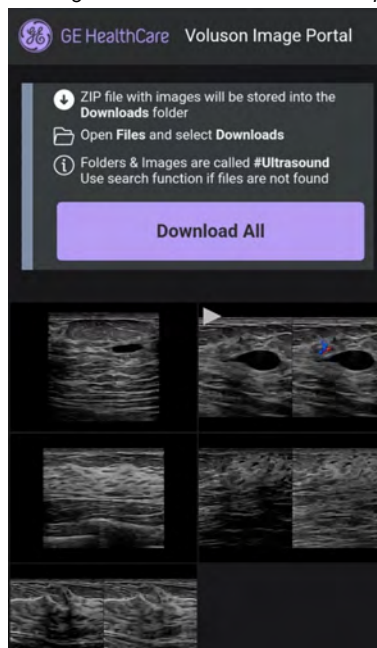 GE HealthCare Voluson Image Portal
ZIP file with images will be stored into the
Downloads folder
Open Files and select Downloads
Folders & Images are called #Ultrasound
Use search function if files are not found
Download All